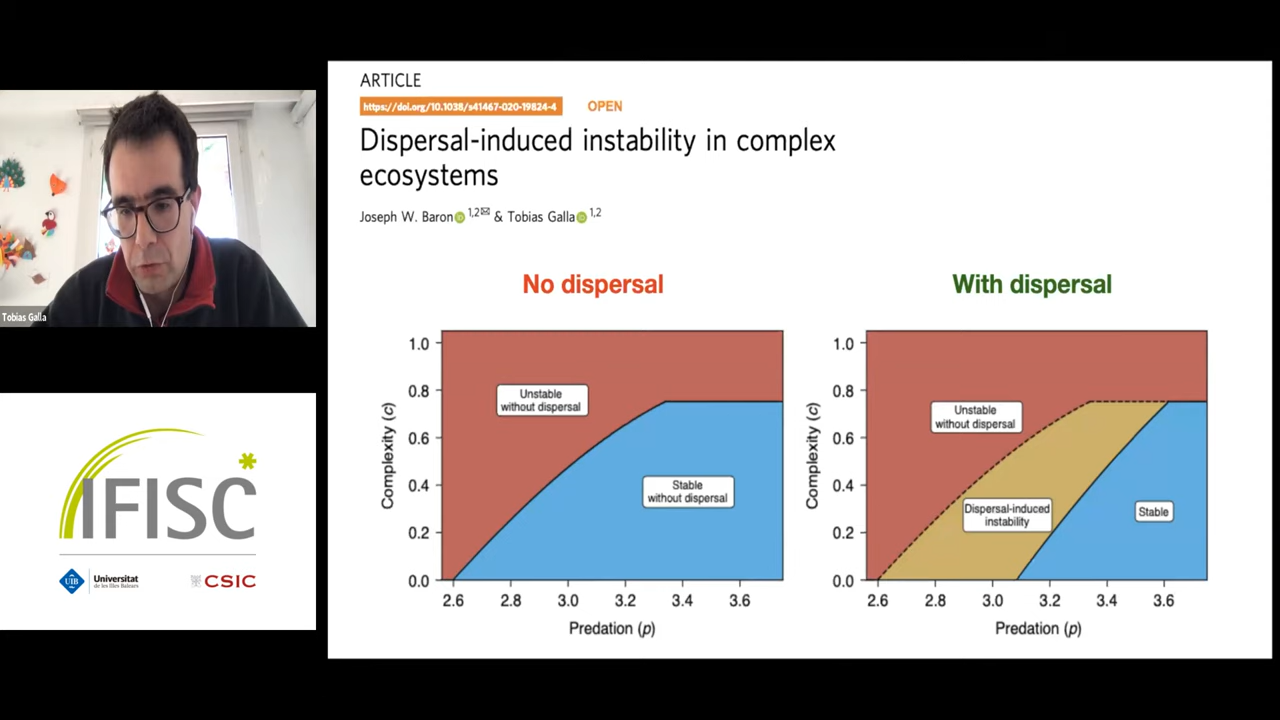 ARTICLE
https://doi.org/10.1038/s41467-020-19824-4 OPEN
Dispersal-induced instability in complex
ecosystems
Joseph W. Baron 1,2✉ & Tobias Galla 1,2
No dispersal
With dispersal
Complexity (c)
1.0
0.8
0.6
0.4
0.2
0.0
Unstable
without dispersal
Stable
without dispersal
2.6 2.8 3.0 3.2 3.4 3.6
Predation (p)
Complexity (c)
1.0
0.8
0.6
0.4
0.2
0.0
Unstable
without dispersal
Dispersal-induced
instability
Stable
2.6 2.8 3.0 3.2 3.4 3.6
Predation (p)
Tobias Galla
IFISC
UIB
Universitat
de les Illes Balears
CSIC